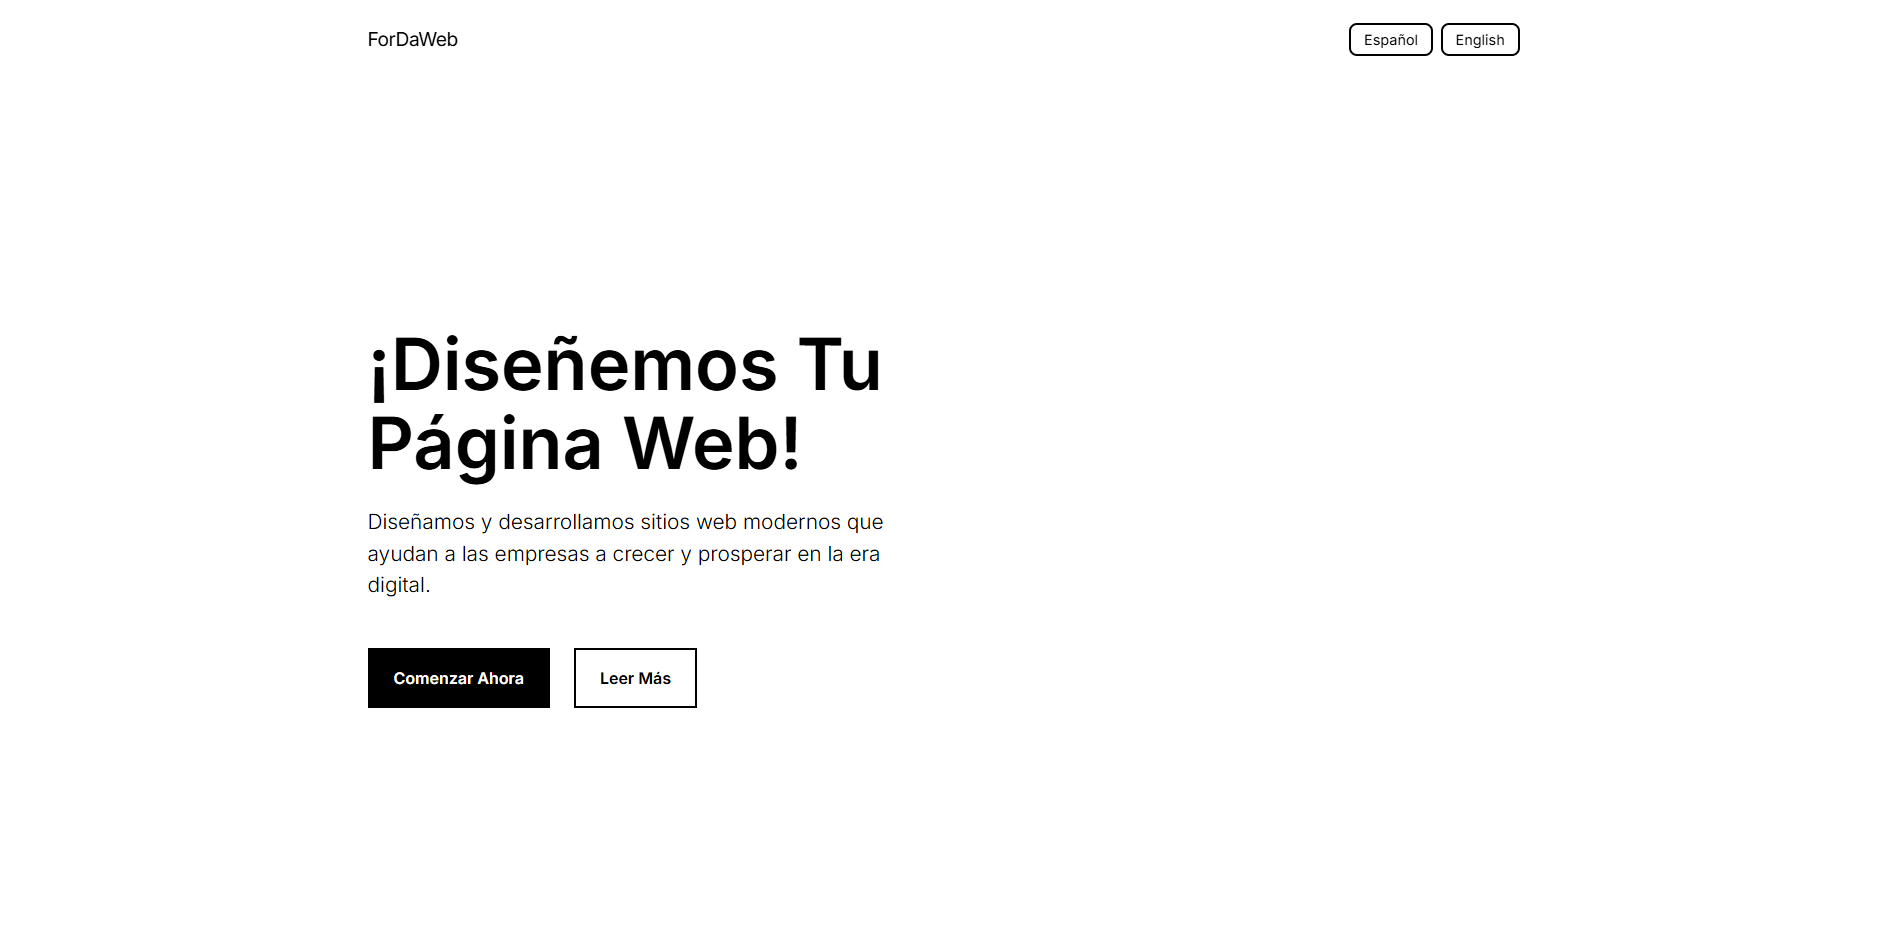 ForDaWeb
Español
English
¡Diseñemos Tu
Página Web!
Diseñamos y desarrollamos sitios web modernos que
ayudan a las empresas a crecer y prosperar en la era
digital.
Comenzar Ahora
Leer Más